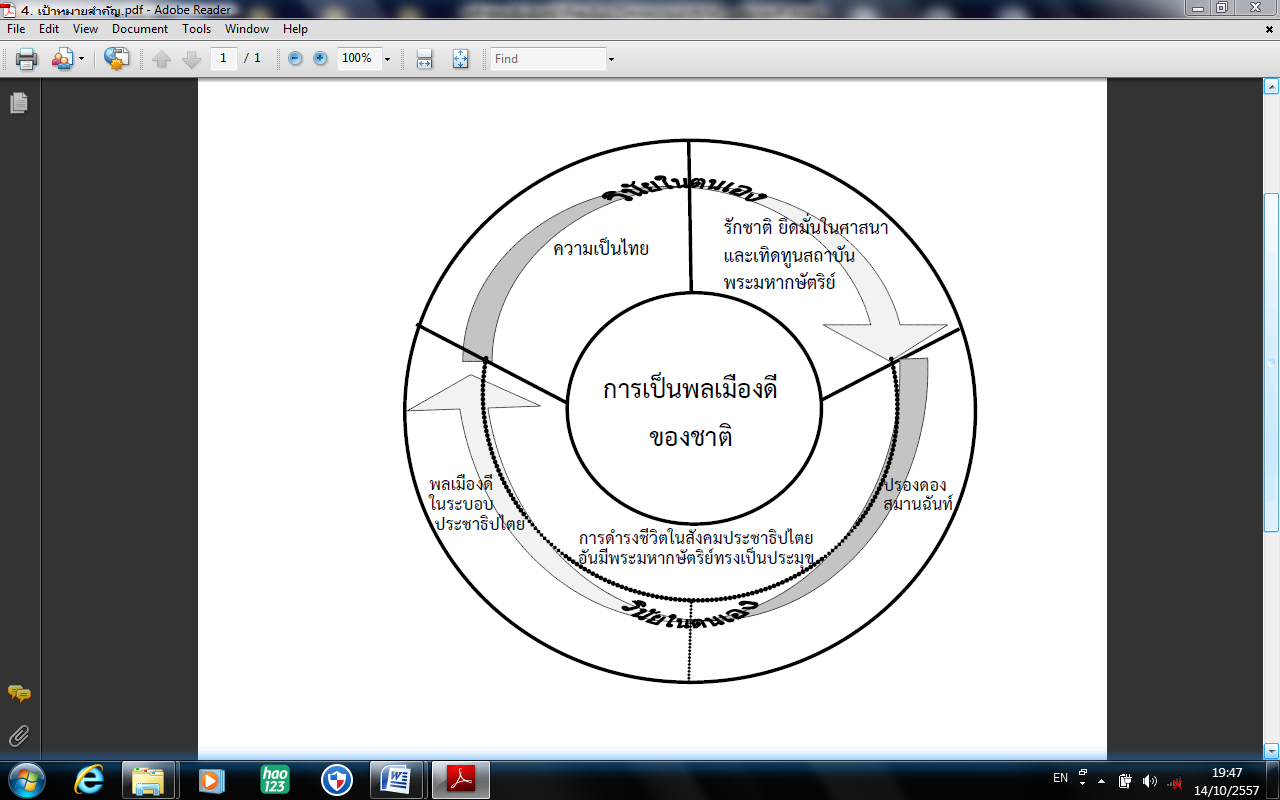 4. เป้าหมายสำคัญ.pdf - Adobe Reader
File Edit View Document Tools Window Help
1 / 1 100% Find
วินัยในตนเอง
ความเป็นไทย
รักชาติ ยึดมั่นในศาสนา
และเทิดทูนสถาบัน
พระมหากษัตริย์
การเป็นพลเมืองดี
ของชาติ
พลเมืองดี
ในระบอบ
ประชาธิปไตย
ปรองดอง
สมานฉันท์
การดำรงชีวิตในสังคมประชาธิปไตย
อันมีพระมหากษัตริย์ทรงเป็นประมุข
วินัยในตนเอง
hao
123
EN
19:47
14/10/2557